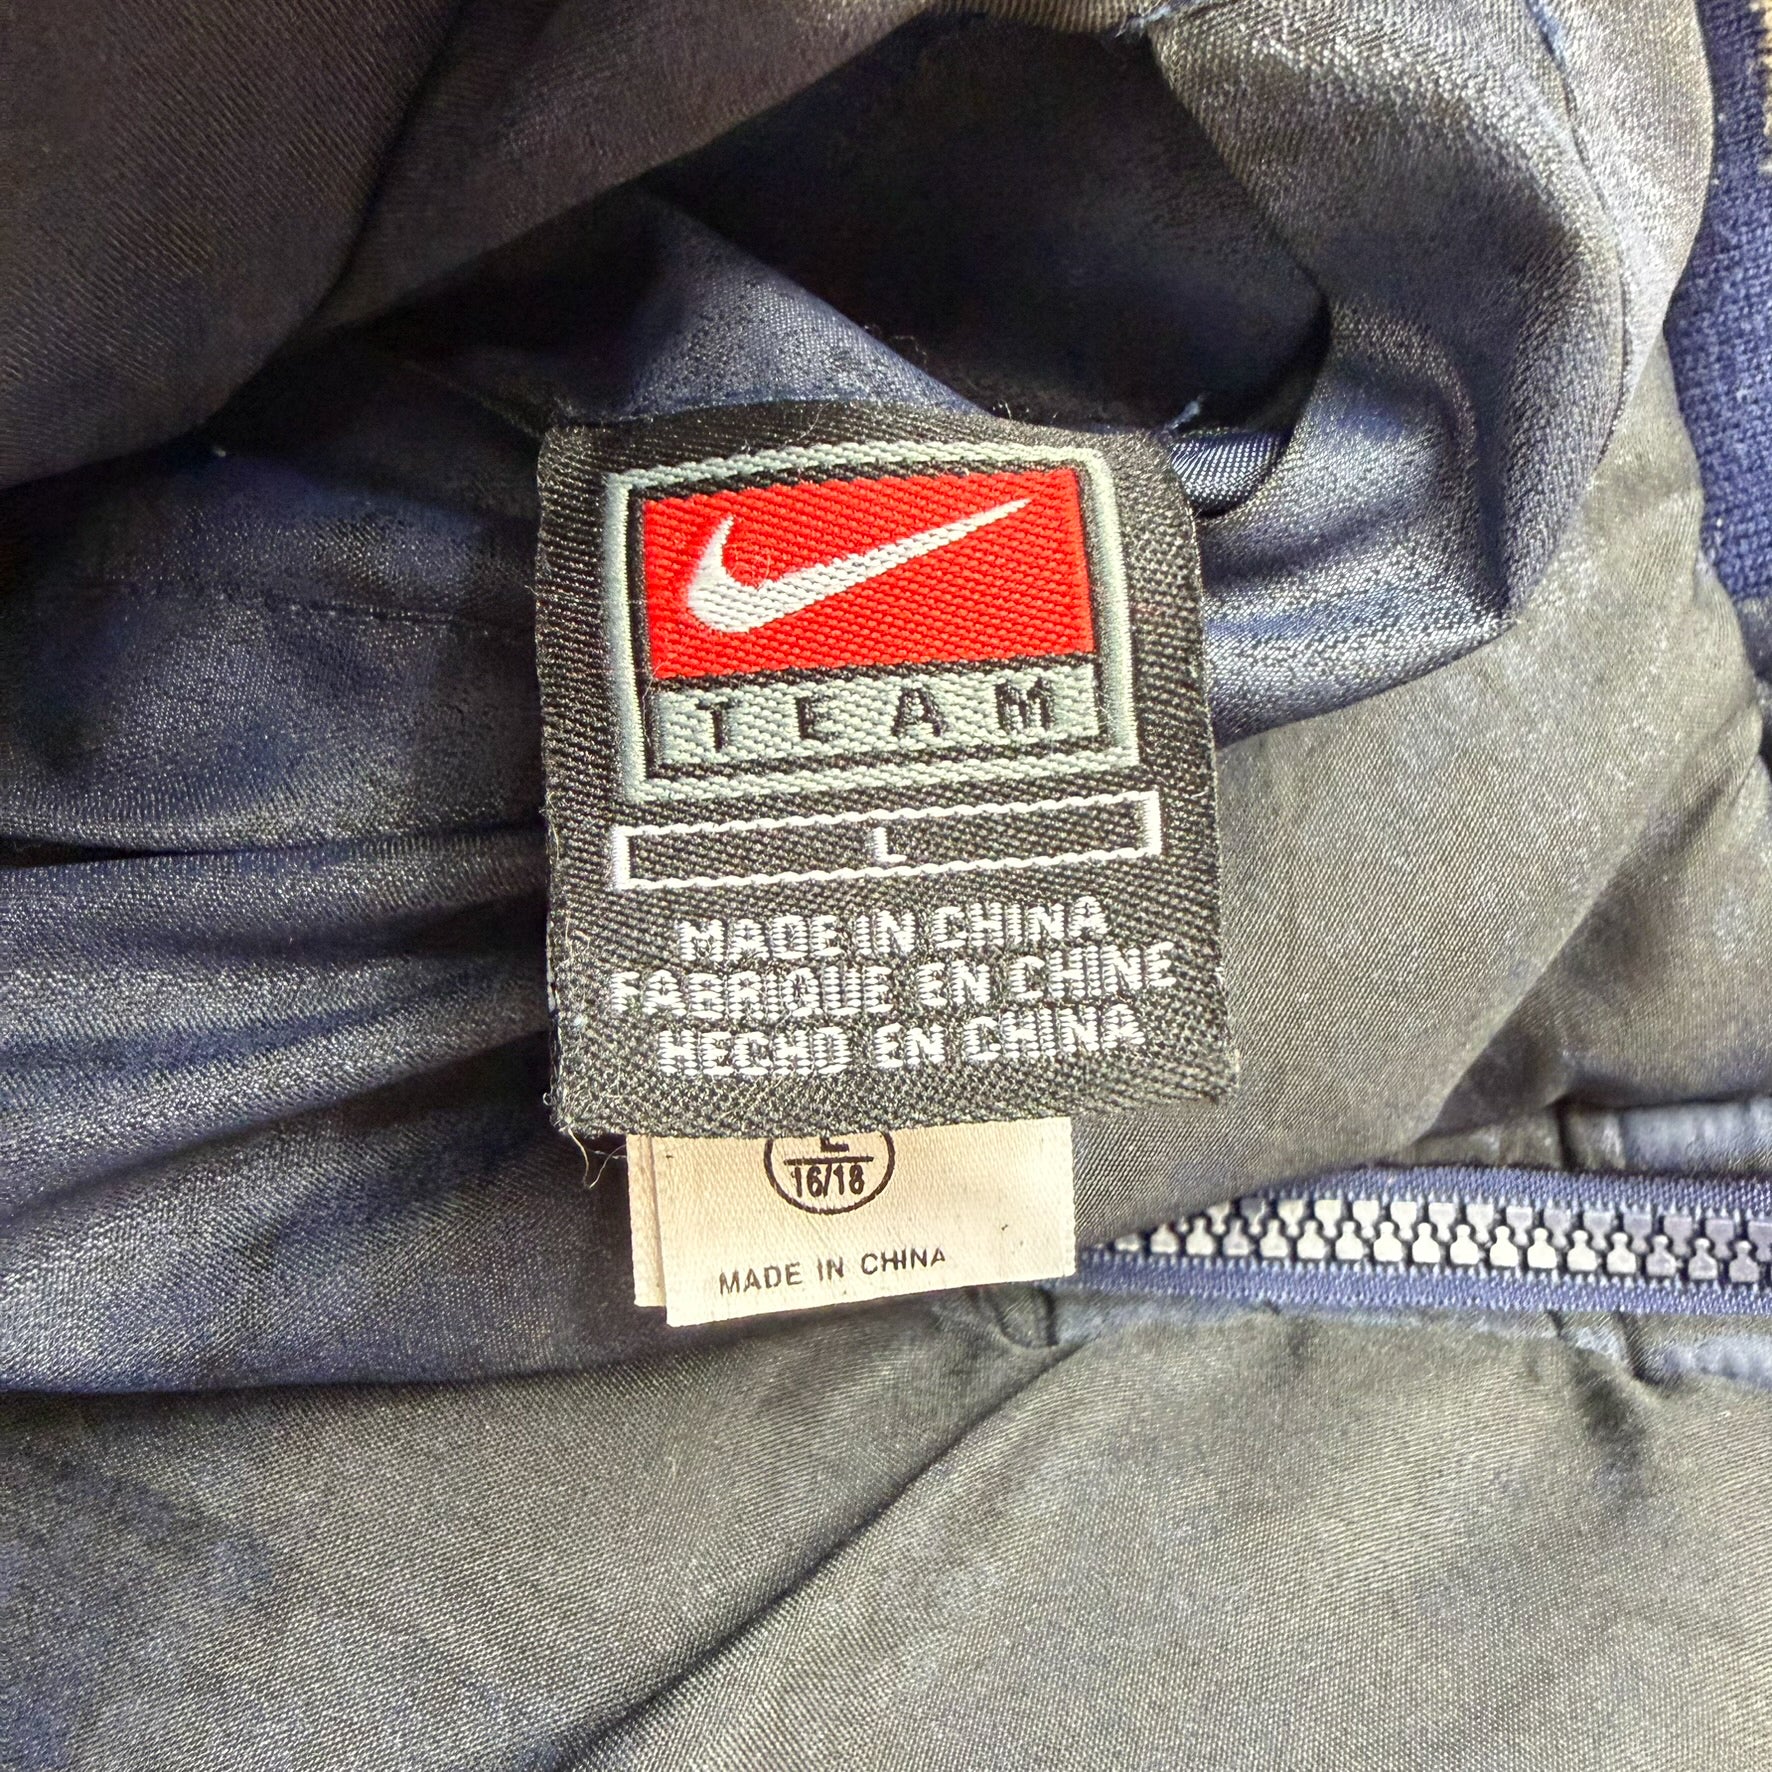 TEAM
L
MADE IN CHINA
FABRIQUE EN CHINE
HECHO EN CHINA
L
16/18
MADE IN CHINA